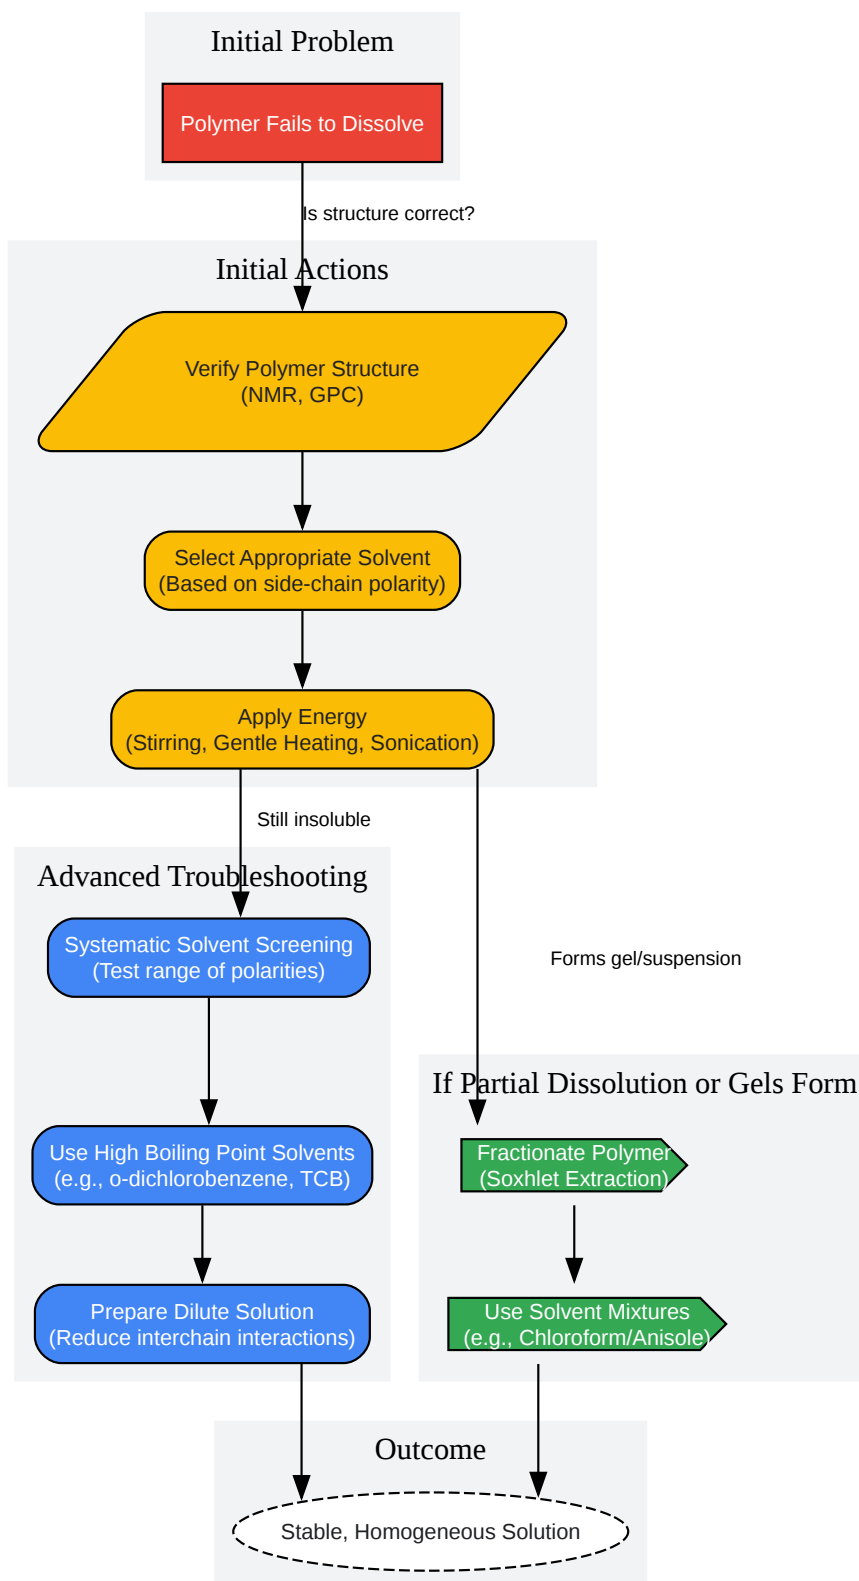 Initial Problem
Polymer Fails to Dissolve
Is structure correct?
Initial Actions
Verify Polymer Structure
(NMR, GPC)
Select Appropriate Solvent
(Based on side-chain polarity)
Apply Energy
(Stirring, Gentle Heating, Sonication)
Still insoluble
Advanced Troubleshooting
Systematic Solvent Screening
(Test range of polarities)
Forms gel/suspension
If Partial Dissolution or Gels Form
Use High Boiling Point Solvents
(e.g., o-dichlorobenzene, TCB)
Fractionate Polymer
(Soxhlet Extraction)
Prepare Dilute Solution
(Reduce interchain interactions)
Use Solvent Mixtures
(e.g., Chloroform/Anisole)
Outcome
Stable, Homogeneous Solution